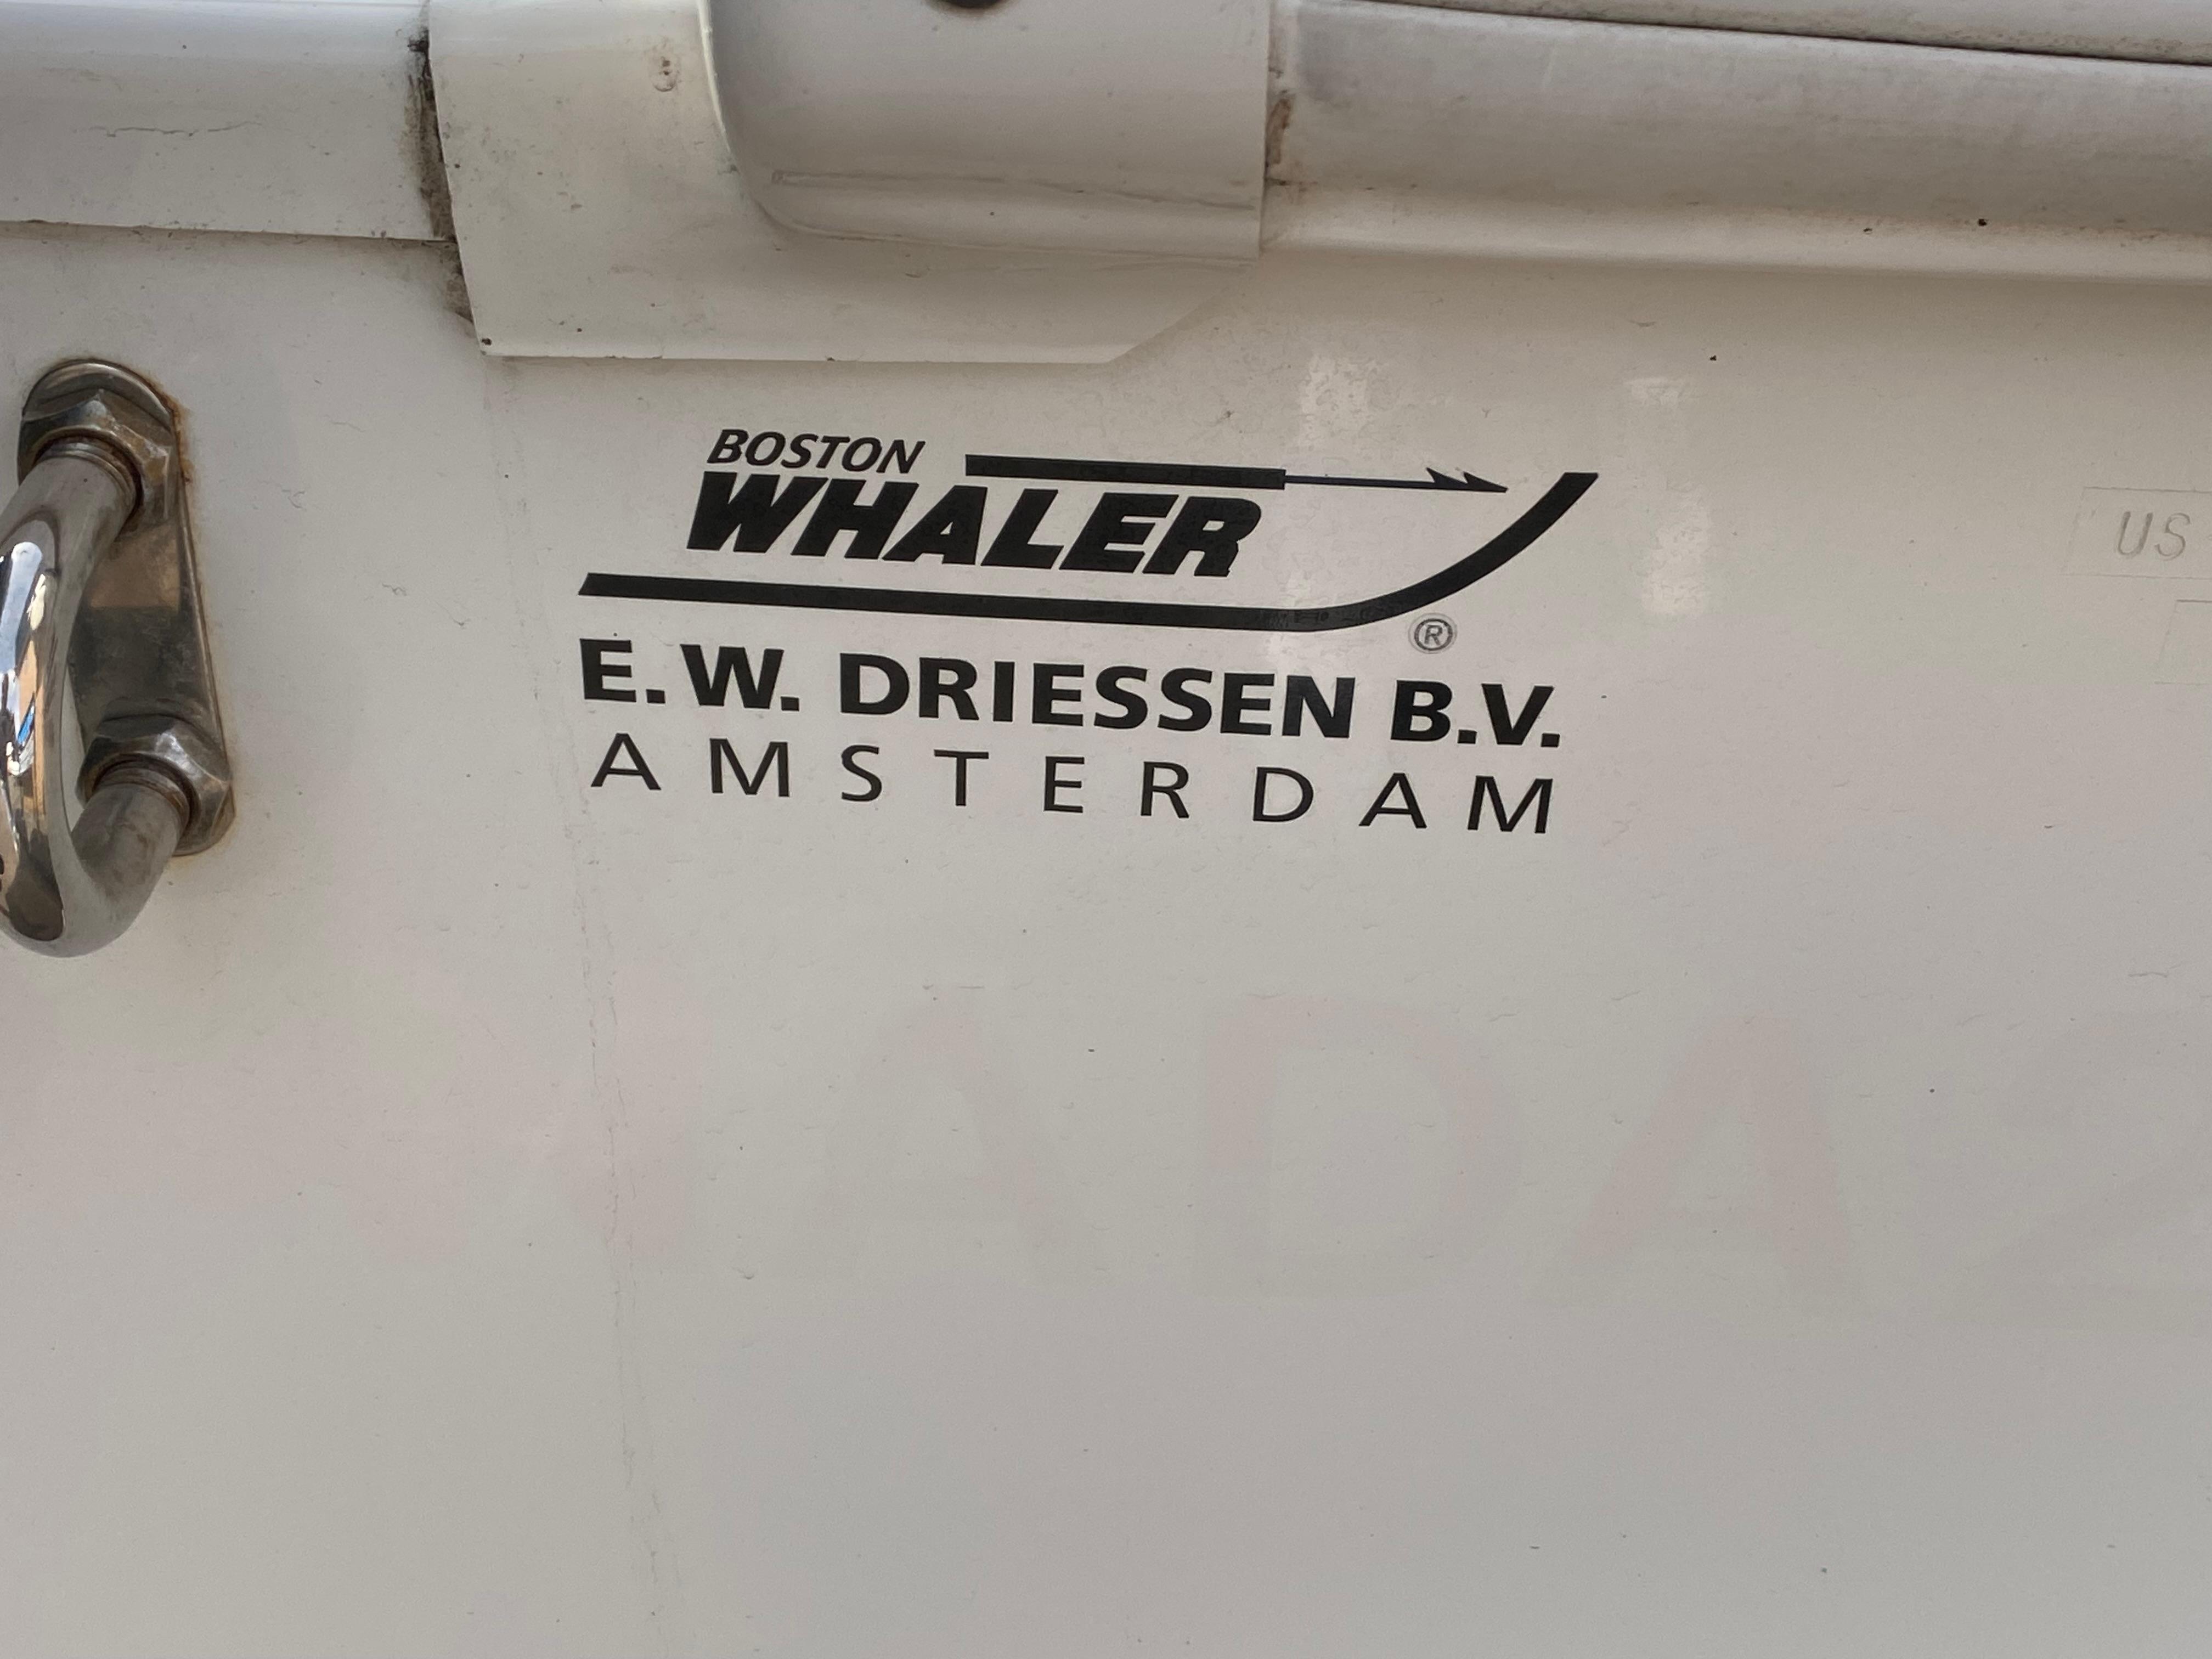 BOSTON
WHALER
®
E.W. DRIESSEN B.V.
AMSTERDAM
US